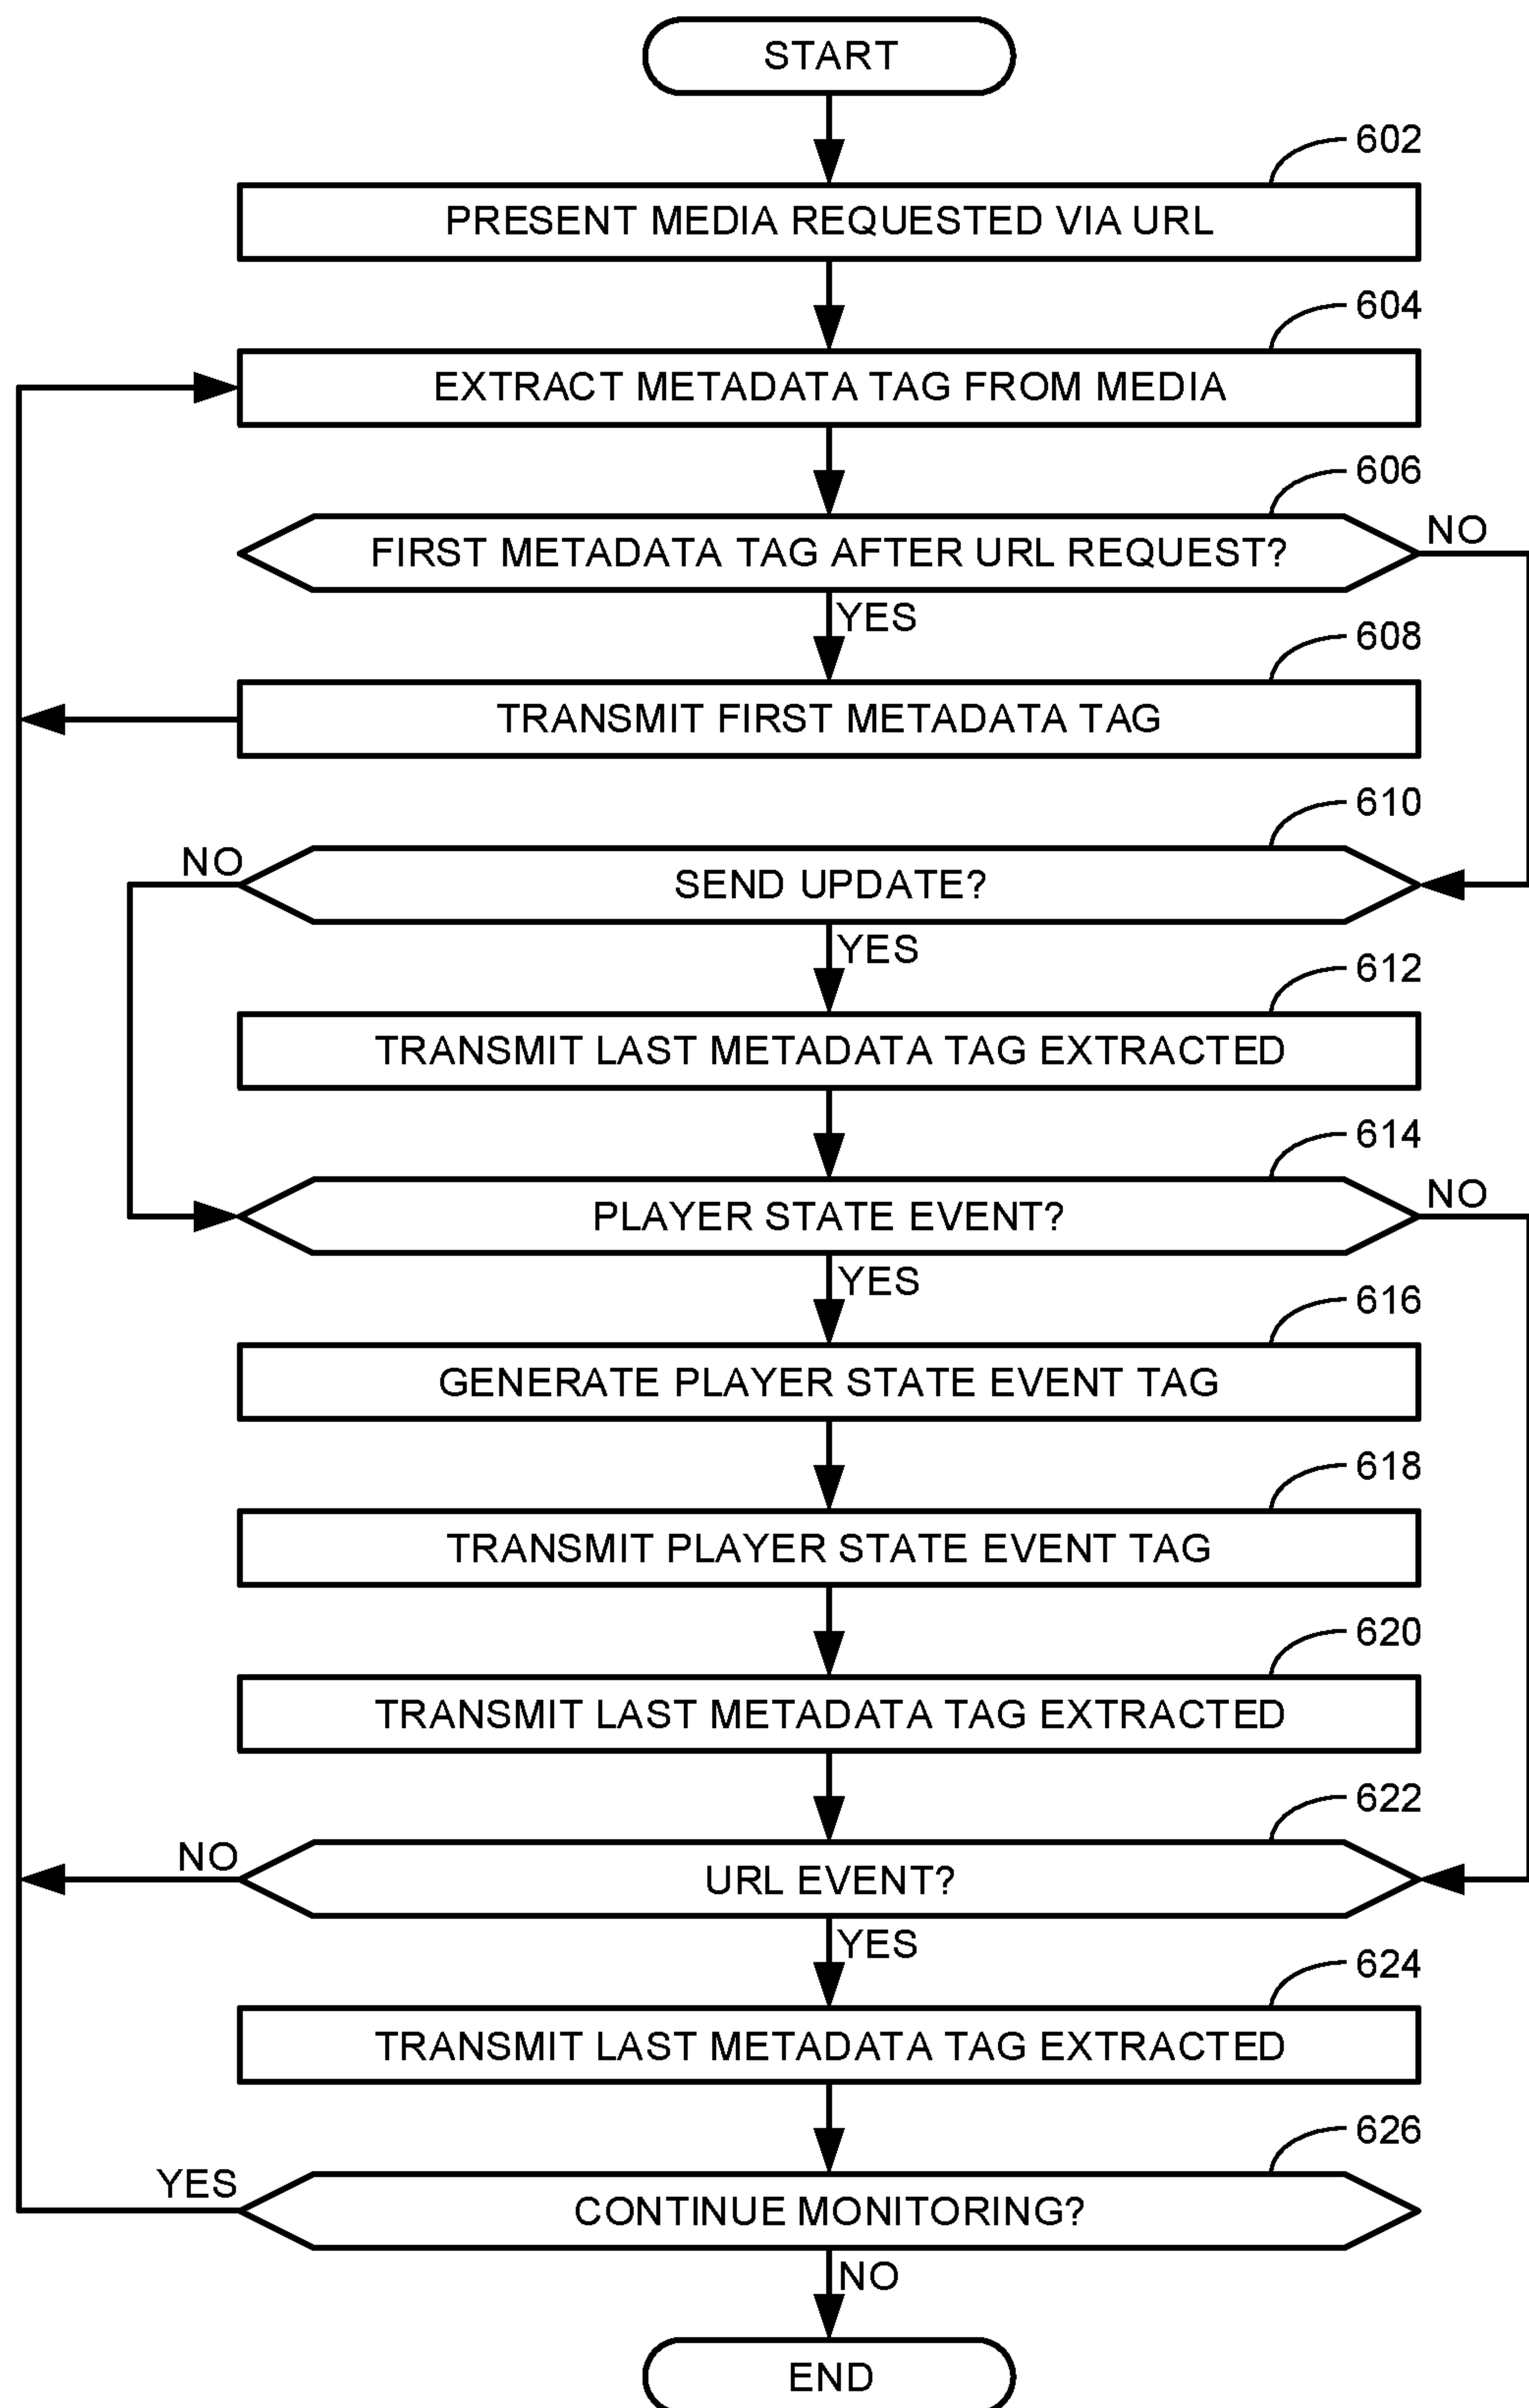 START
602
PRESENT MEDIA REQUESTED VIA URL
604
EXTRACT METADATA TAG FROM MEDIA
606
FIRST METADATA TAG AFTER URL REQUEST?
NO
YES
608
TRANSMIT FIRST METADATA TAG
610
NO
SEND UPDATE?
YES
612
TRANSMIT LAST METADATA TAG EXTRACTED
614
PLAYER STATE EVENT?
NO
YES
616
GENERATE PLAYER STATE EVENT TAG
618
TRANSMIT PLAYER STATE EVENT TAG
620
TRANSMIT LAST METADATA TAG EXTRACTED
622
NO
URL EVENT?
YES
624
TRANSMIT LAST METADATA TAG EXTRACTED
626
YES
CONTINUE MONITORING?
NO
END